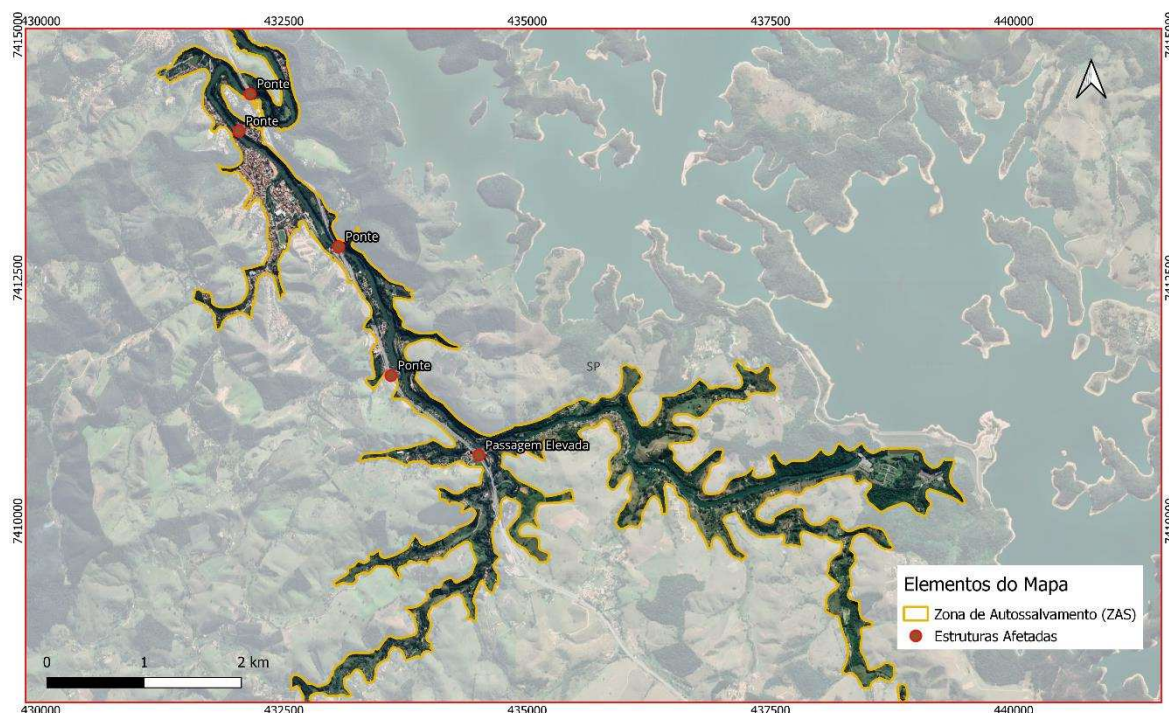 430000 432500 435000 437500 440000
7415000
7415000
Ponte
Ponte
Ponte
7412500
7412500
Ponte
SP
Passagem Elevada
7410000
7410000
Elementos do Mapa
Zona de Autossalvamento (ZAS)
Estruturas Afetadas
0 1 2 km
430000 432500 435000 437500 440000